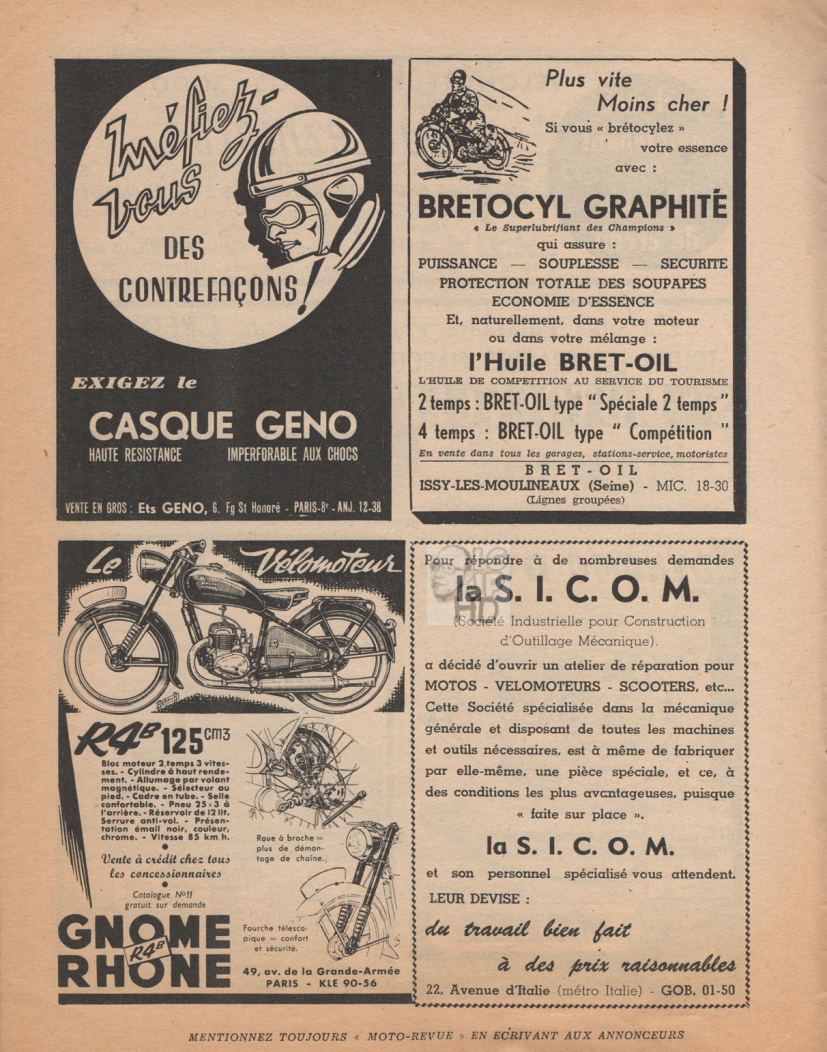 Méfiez-
vous
DES
CONTREFAÇONS!
EXIGEZ le
CASQUE GENO
HAUTE RESISTANCE IMPERFORABLE AUX CHOCS
VENTE EN GROS : Ets GENO, 6, Fg St Honoré - PARIS-8e - ANJ. 12-38
Plus vite
Moins cher !
Si vous « brétocylez »
votre essence
avec :
BRETOCYL GRAPHITÉ
« Le Superlubrifiant des Champions »
qui assure :
PUISSANCE — SOUPLESSE — SECURITE
PROTECTION TOTALE DES SOUPAPES
ECONOMIE D'ESSENCE
Et, naturellement, dans votre moteur
ou dans votre mélange :
l'Huile BRET-OIL
L'HUILE DE COMPETITION AU SERVICE DU TOURISME
2 temps : BRET-OIL type " Spéciale 2 temps "
4 temps : BRET-OIL type " Compétition "
En vente dans tous les garages, stations-service, motoristes
BRET-OIL
ISSY-LES-MOULINEAUX (Seine) - MIC. 18-30
(Lignes groupées)
Le Vélomoteur
R4B 125 cm3
Bloc moteur 2 temps 3 vites-
ses. - Cylindre à haut rende-
ment. - Allumage par volant
magnétique. - Sélecteur au
pied. - Cadre en tube. - Selle
confortable. - Pneu 25 x 3 à
l'arrière. - Réservoir de 12 lit.
Serrure anti-vol. - Présen-
tation émail noir, couleur,
chrome. - Vitesse 85 km h.
Vente à crédit chez tous
les concessionnaires
Catalogue N°11
gratuit sur demande
Roue à broche =
plus de démon-
tage de chaîne.
Fourche télesco-
pique = confort
et sécurité.
GNOME
R4B
RHONE
49, av. de la Grande-Armée
PARIS - KLE 90-56
Pour répondre à de nombreuses demandes
la S. I. C. O. M.
(Société Industrielle pour Construction
d'Outillage Mécanique).
a décidé d'ouvrir un atelier de réparation pour
MOTOS - VELOMOTEURS - SCOOTERS, etc...
Cette Société spécialisée dans la mécanique
générale et disposant de toutes les machines
et outils nécessaires, est à même de fabriquer
par elle-même, une pièce spéciale, et ce, à
des conditions les plus avantageuses, puisque
« faite sur place ».
la S. I. C. O. M.
et son personnel spécialisé vous attendent.
LEUR DEVISE :
du travail bien fait
à des prix raisonnables
22, Avenue d'Italie (métro Italie) - GOB. 01-50
MENTIONNEZ TOUJOURS « MOTO-REVUE » EN ECRIVANT AUX ANNONCEURS